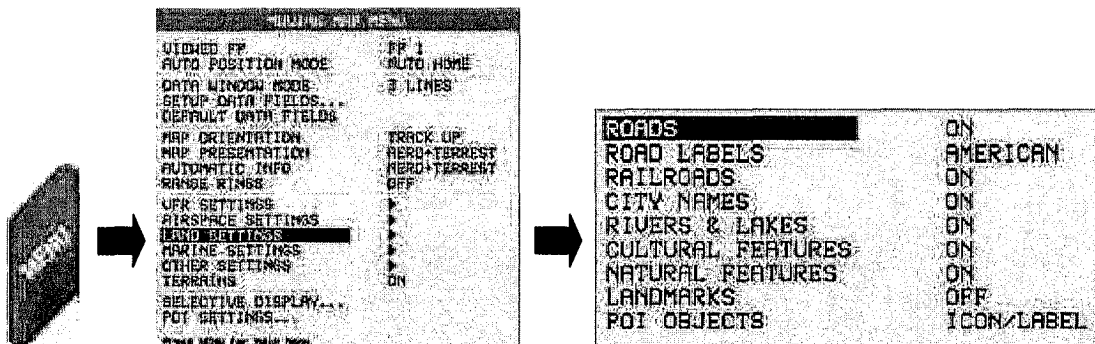 MAIN MENU
VIEWED FP FP 1
AUTO POSITION MODE AUTO HOME
DATA WINDOW MODE 3 LINES
SETUP DATA FIELDS...
DEFAULT DATA FIELDS
MAP ORIENTATION TRACK UP
MAP PRESENTATION AERO+TERREST
AUTOMATIC INFO AERO+TERREST
RANGE RINGS OFF
VFR SETTINGS
AIRSPACE SETTINGS
LAND SETTINGS
MARINE SETTINGS
OTHER SETTINGS
TERRAINS ON
SELECTIVE DISPLAY...
POI SETTINGS...
ROADS ON
ROAD LABELS AMERICAN
RAILROADS ON
CITY NAMES ON
RIVERS & LAKES ON
CULTURAL FEATURES ON
NATURAL FEATURES ON
LANDMARKS OFF
POI OBJECTS ICON/LABEL